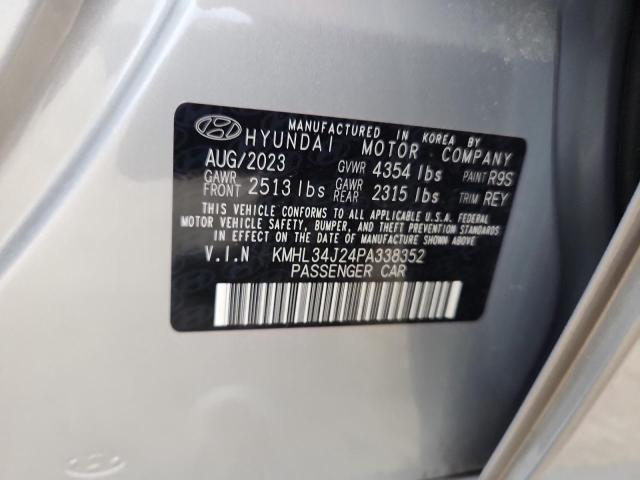 MANUFACTURED IN KOREA BY
HYUNDAI MOTOR COMPANY
AUG/2023 GVWR 4354 lbs PAINT R9S
GAWR FRONT 2513 lbs GAWR REAR 2315 lbs TRIM REY
THIS VEHICLE CONFORMS TO ALL APPLICABLE U.S.A. FEDERAL
MOTOR VEHICLE SAFETY, BUMPER, AND THEFT PREVENTION
STANDARDS IN EFFECT ON THE DATE OF
MANUFACTURE SHOWN ABOVE.
V.I.N KMHL34J24PA338352
PASSENGER CAR